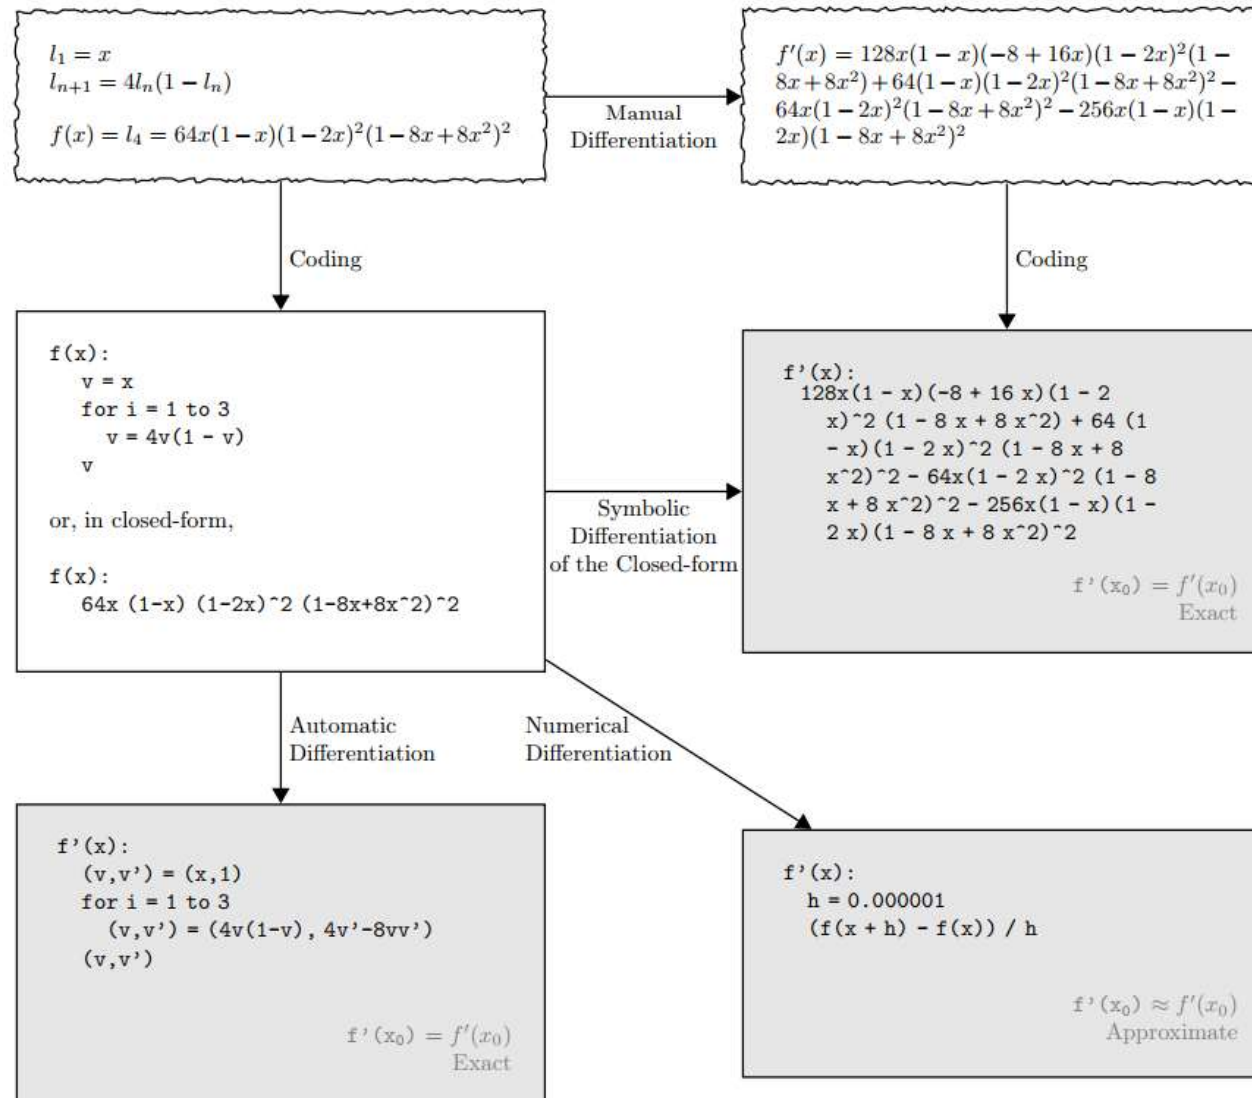 l₁ = x
lₙ₊₁ = 4lₙ(1 − lₙ)
f(x) = l₄ = 64x(1−x)(1−2x)²(1−8x+8x²)²
Manual
Differentiation
f′(x) = 128x(1 − x)(−8 + 16x)(1 − 2x)²(1 −
8x+8x²)+64(1−x)(1−2x)²(1−8x+8x²)²−
64x(1−2x)²(1−8x+8x²)²−256x(1−x)(1−
2x)(1 − 8x + 8x²)²
Coding
Coding
f(x):
v = x
for i = 1 to 3
v = 4v(1 - v)
v
or, in closed-form,
f(x):
64x (1-x) (1-2x)^2 (1-8x+8x^2)^2
Symbolic
Differentiation
of the Closed-form
f'(x):
128x(1 - x)(-8 + 16 x)(1 - 2
x)^2 (1 - 8 x + 8 x^2) + 64 (1
- x)(1 - 2 x)^2 (1 - 8 x + 8
x^2)^2 - 64x(1 - 2 x)^2 (1 - 8
x + 8 x^2)^2 - 256x(1 - x)(1 -
2 x)(1 - 8 x + 8 x^2)^2
f'(x₀) = f′(x₀)
Exact
Automatic
Differentiation
Numerical
Differentiation
f'(x):
(v,v') = (x,1)
for i = 1 to 3
(v,v') = (4v(1-v), 4v'-8vv')
(v,v')
f'(x₀) = f′(x₀)
Exact
f'(x):
h = 0.000001
(f(x + h) - f(x)) / h
f'(x₀) ≈ f′(x₀)
Approximate